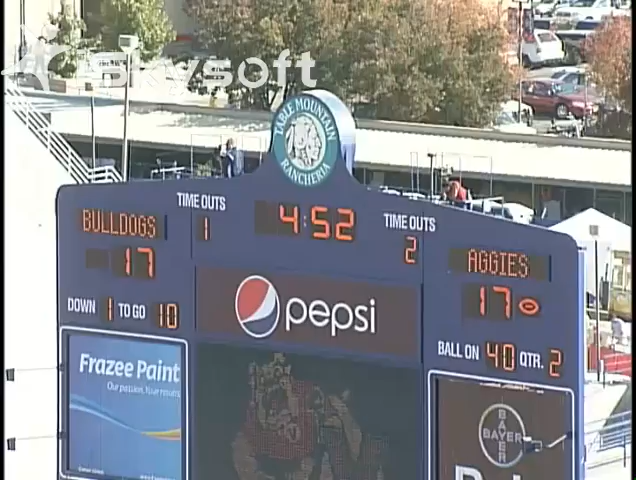 Skysoft
TABLE MOUNTAIN
RANCHERIA
BULLDOGS
TIME OUTS
4:52
TIME OUTS
17
1
2
AGGIES
17
DOWN 1 TO GO 10
pepsi
BALL ON 40 QTR. 2
Frazee Paint
Our passion. Your results.
BAYER
BAYER